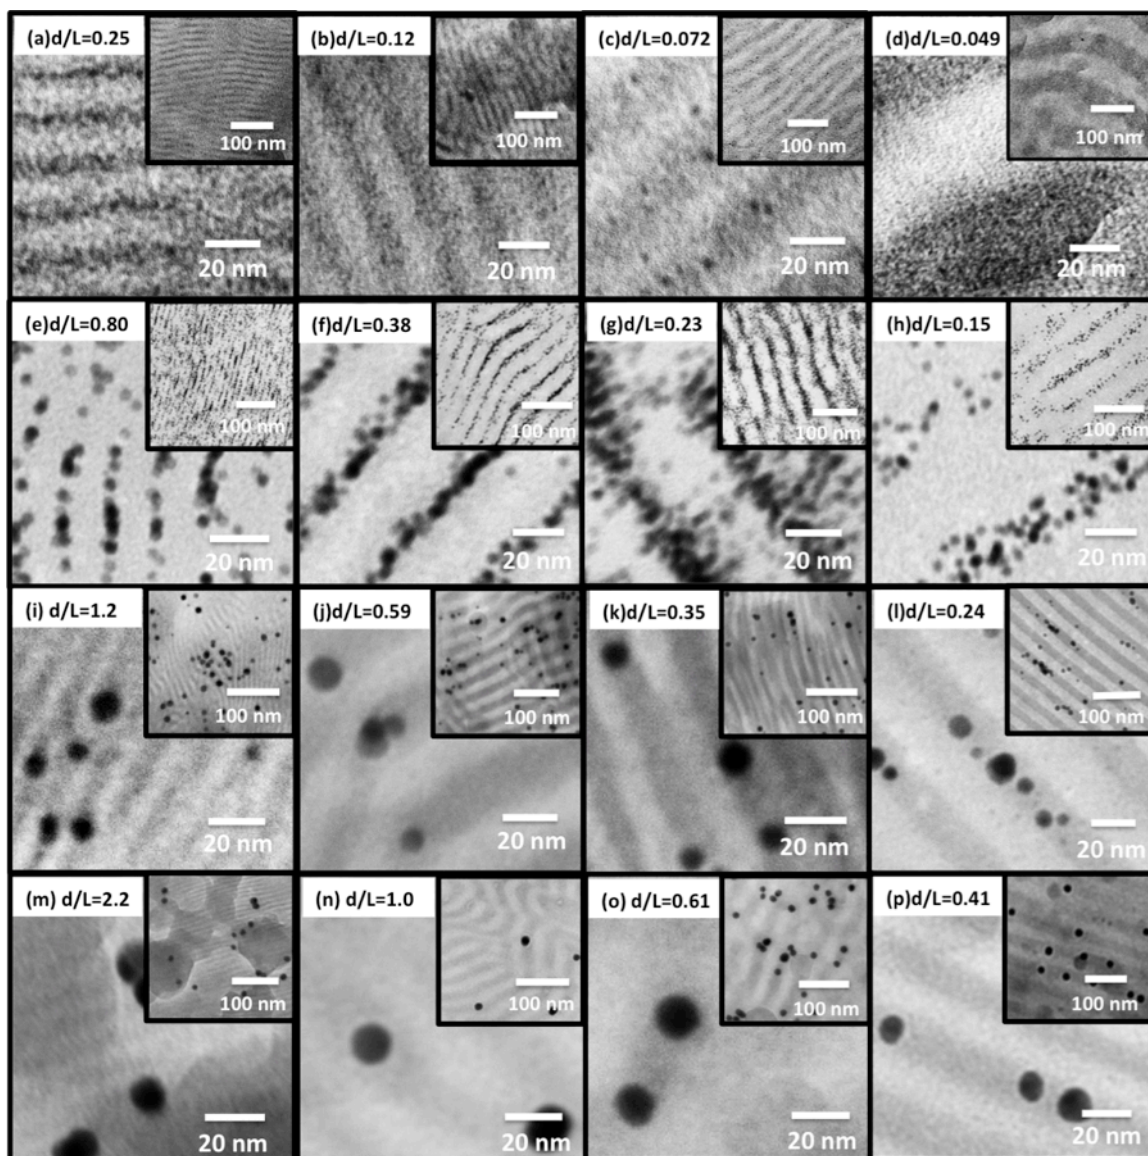 (a)d/L=0.25
100 nm
20 nm
(b)d/L=0.12
100 nm
20 nm
(c)d/L=0.072
100 nm
20 nm
(d)d/L=0.049
100 nm
20 nm
(e)d/L=0.80
100 nm
20 nm
(f)d/L=0.38
100 nm
20 nm
(g)d/L=0.23
100 nm
20 nm
(h)d/L=0.15
100 nm
20 nm
(i) d/L=1.2
100 nm
20 nm
(j)d/L=0.59
100 nm
20 nm
(k)d/L=0.35
100 nm
20 nm
(l)d/L=0.24
100 nm
20 nm
(m) d/L=2.2
100 nm
20 nm
(n) d/L=1.0
100 nm
20 nm
(o) d/L=0.61
100 nm
20 nm
(p)d/L=0.41
100 nm
20 nm